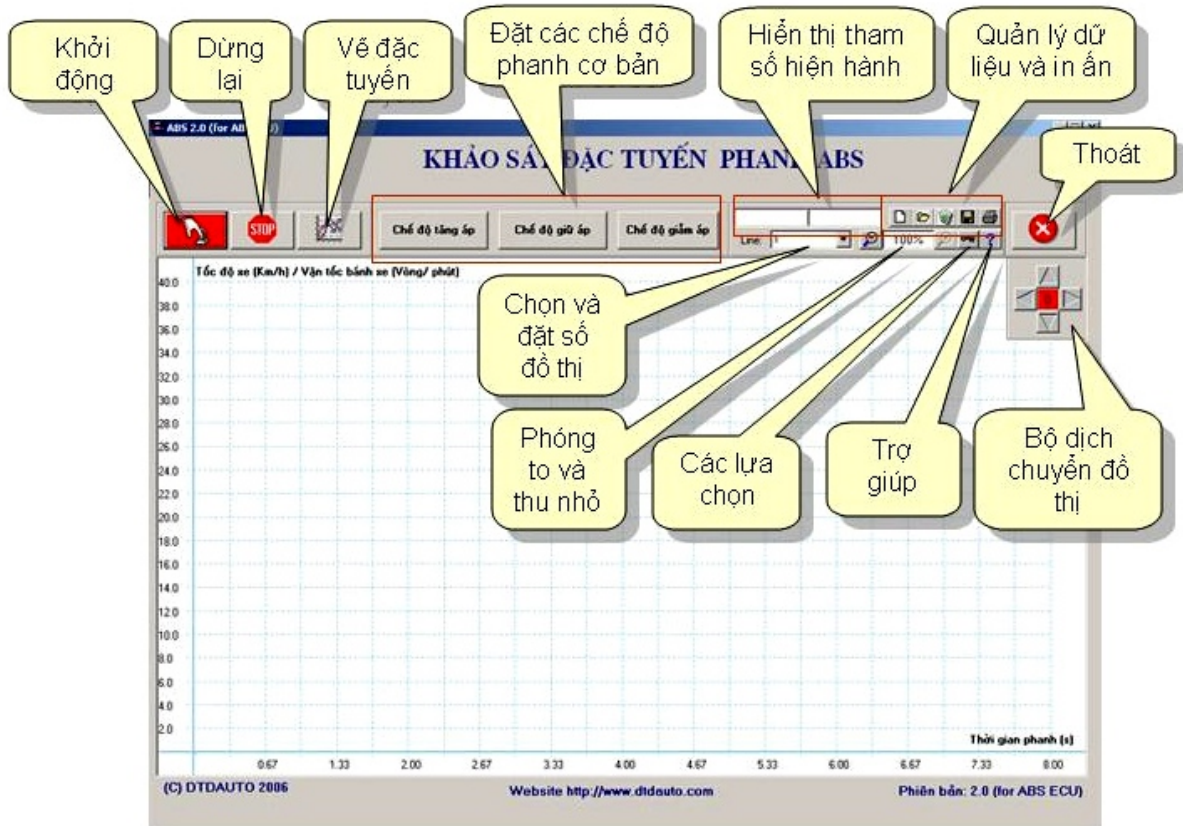 Khởi
động
Dừng
lại
Vẽ đặc
tuyến
Đặt các chế độ
phanh cơ bản
Hiển thị tham
số hiện hành
Quản lý dữ
liệu và in ấn
Thoát
ABS 2.0 (for AB
KHẢO SÁT ĐẶC TUYẾN PHANH ABS
STOP
Chế độ tăng áp
Chế độ giữ áp
Chế độ giảm áp
Line: 1
100%
?
Tốc độ xe (Km/h) / Vận tốc bánh xe (Vòng/ phút)
40.0
38.0
36.0
34.0
32.0
30.0
28.0
26.0
24.0
22.0
20.0
18.0
16.0
14.0
12.0
10.0
8.0
6.0
4.0
2.0
Chọn và
đặt số
đồ thị
Phóng
to và
thu nhỏ
Các lựa
chọn
Trợ
giúp
Bộ dịch
chuyển đồ
thị
Thời gian phanh (s)
0.67 1.33 2.00 2.67 3.33 4.00 4.67 5.33 6.00 6.67 7.33 8.00
(C) DTDAUTO 2006
Website http://www.dtdauto.com
Phiên bản: 2.0 (for ABS ECU)